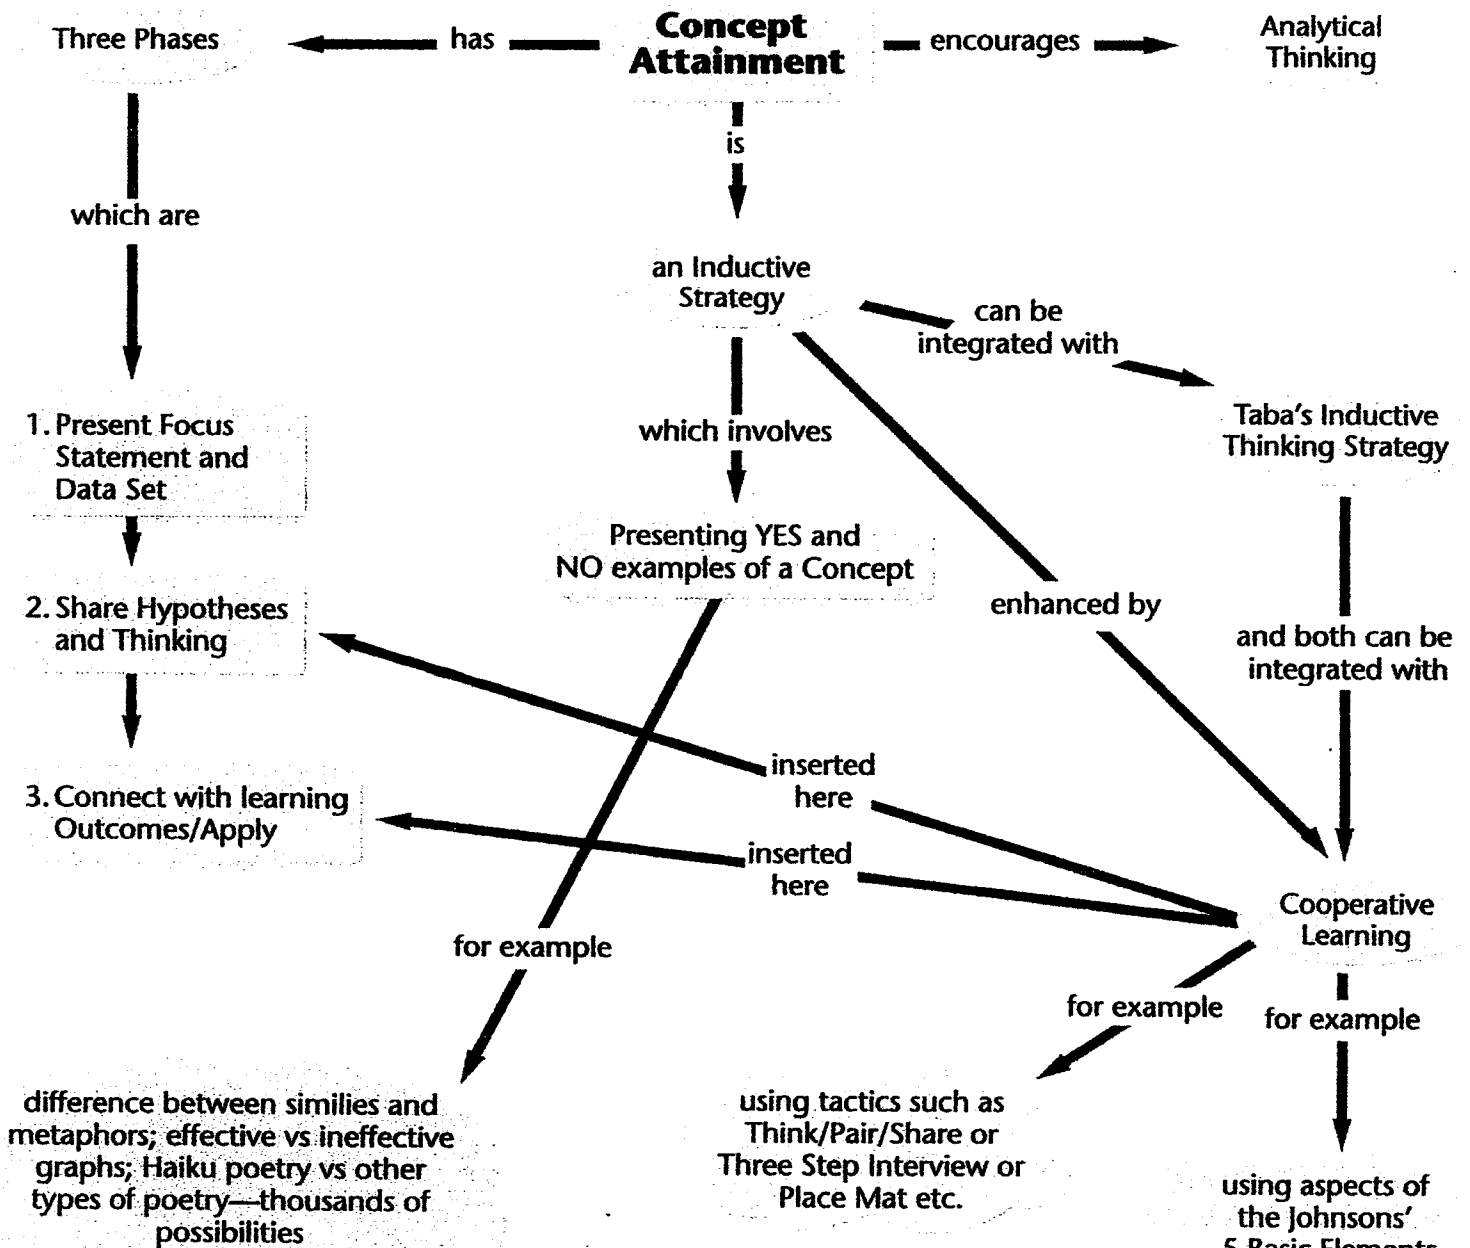 Three Phases
has
Concept
Attainment
encourages
Analytical
Thinking
is
which are
an Inductive
Strategy
can be
integrated with
which involves
Taba's Inductive
Thinking Strategy
1. Present Focus
Statement and
Data Set
Presenting YES and
NO examples of a Concept
enhanced by
2. Share Hypotheses
and Thinking
and both can be
integrated with
inserted
here
3. Connect with learning
Outcomes/Apply
inserted
here
Cooperative
Learning
for example
for example
for example
difference between similies and
metaphors; effective vs ineffective
graphs; Haiku poetry vs other
types of poetry—thousands of
possibilities
using tactics such as
Think/Pair/Share or
Three Step Interview or
Place Mat etc.
using aspects of
the Johnsons'
5 Basic Elements